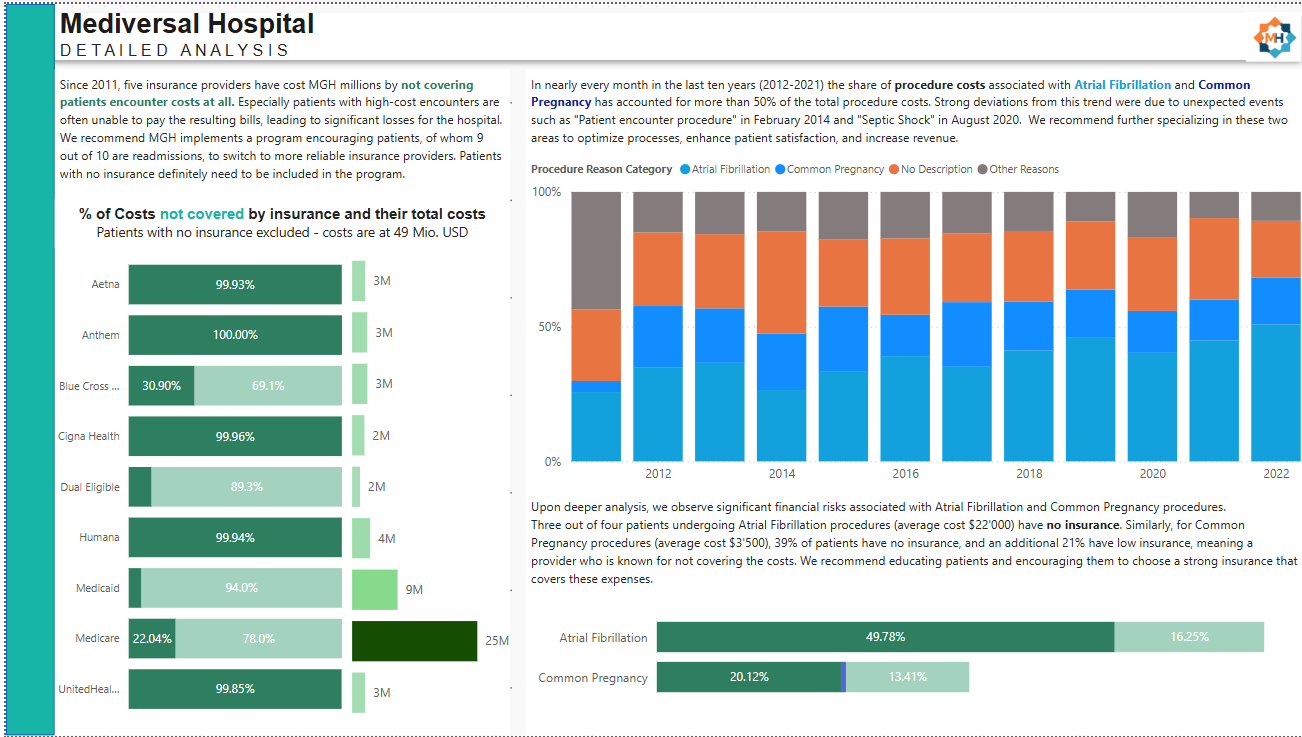 Mediversal Hospital
DETAILED ANALYSIS
MH
Since 2011, five insurance providers have cost MGH millions by not covering
patients encounter costs at all. Especially patients with high-cost encounters are
often unable to pay the resulting bills, leading to significant losses for the hospital.
We recommend MGH implements a program encouraging patients, of whom 9
out of 10 are readmissions, to switch to more reliable insurance providers. Patients
with no insurance definitely need to be included in the program.
% of Costs not covered by insurance and their total costs
Patients with no insurance excluded - costs are at 49 Mio. USD
Aetna 99.93% 3M
Anthem 100.00% 3M
Blue Cross ... 30.90% 69.1% 3M
Cigna Health 99.96% 2M
Dual Eligible 89.3% 2M
Humana 99.94% 4M
Medicaid 94.0% 9M
Medicare 22.04% 78.0% 25M
UnitedHeal... 99.85% 3M
In nearly every month in the last ten years (2012-2021) the share of procedure costs associated with Atrial Fibrillation and Common
Pregnancy has accounted for more than 50% of the total procedure costs. Strong deviations from this trend were due to unexpected events
such as "Patient encounter procedure" in February 2014 and "Septic Shock" in August 2020. We recommend further specializing in these two
areas to optimize processes, enhance patient satisfaction, and increase revenue.
Procedure Reason Category Atrial Fibrillation Common Pregnancy No Description Other Reasons
100%
50%
0%
2012 2014 2016 2018 2020 2022
Upon deeper analysis, we observe significant financial risks associated with Atrial Fibrillation and Common Pregnancy procedures.
Three out of four patients undergoing Atrial Fibrillation procedures (average cost $22'000) have no insurance. Similarly, for Common
Pregnancy procedures (average cost $3'500), 39% of patients have no insurance, and an additional 21% have low insurance, meaning a
provider who is known for not covering the costs. We recommend educating patients and encouraging them to choose a strong insurance that
covers these expenses.
Atrial Fibrillation 49.78% 16.25%
Common Pregnancy 20.12% 13.41%